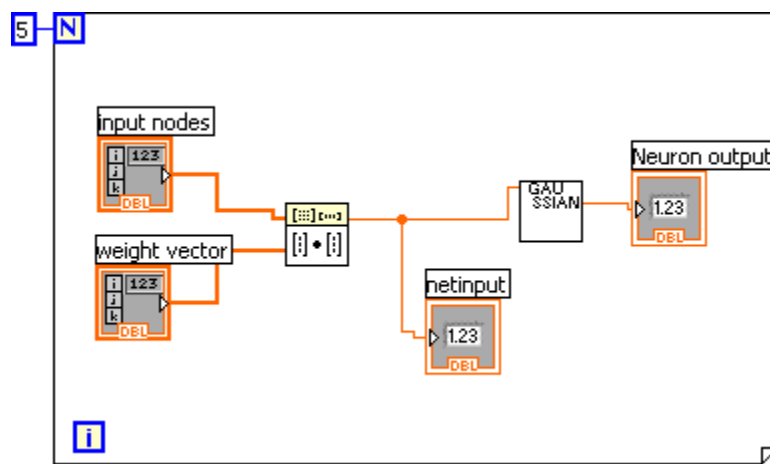 5
N
input nodes
i
j
k
123
DBL
weight vector
i
j
k
123
DBL
GAU
SSIAN
Neuron output
1.23
DBL
netinput
1.23
DBL
i